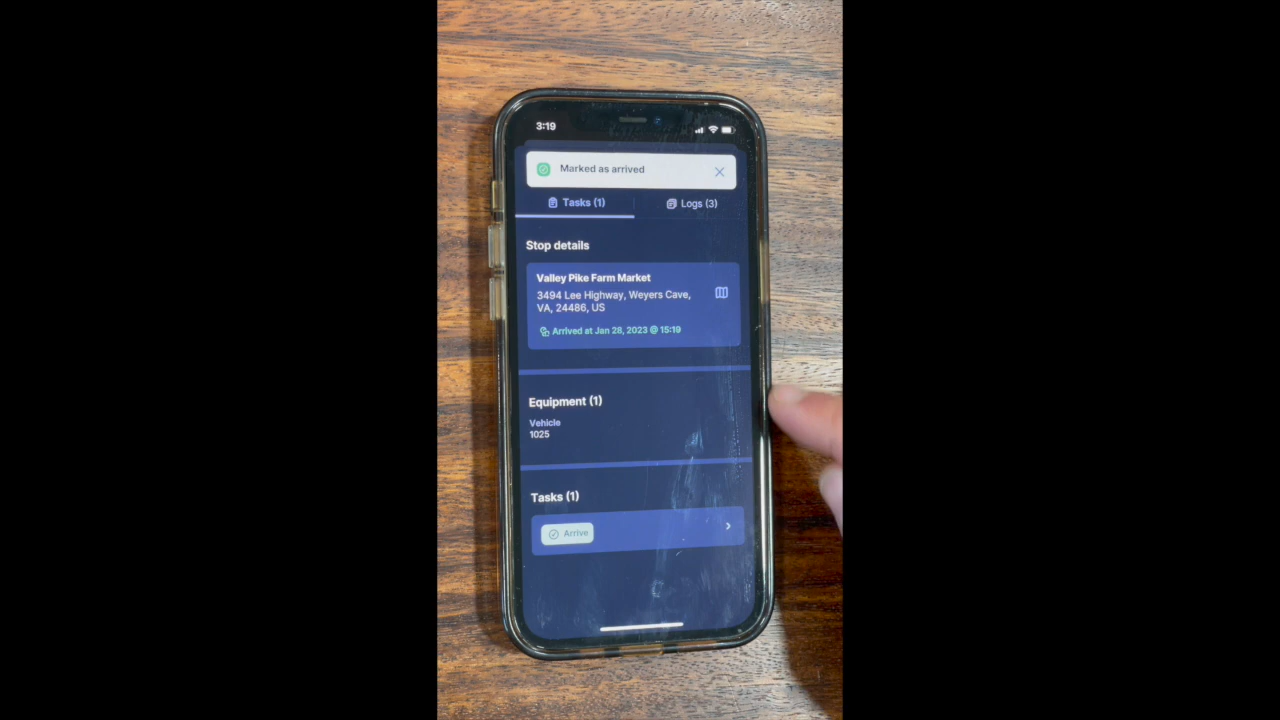 3:19
Marked as arrived
Tasks (1)
Logs (3)
Stop details
Valley Pike Farm Market
3494 Lee Highway, Weyers Cave,
VA, 24486, US
Arrived at Jan 28, 2023 @ 15:19
Equipment (1)
Vehicle
1025
Tasks (1)
Arrive